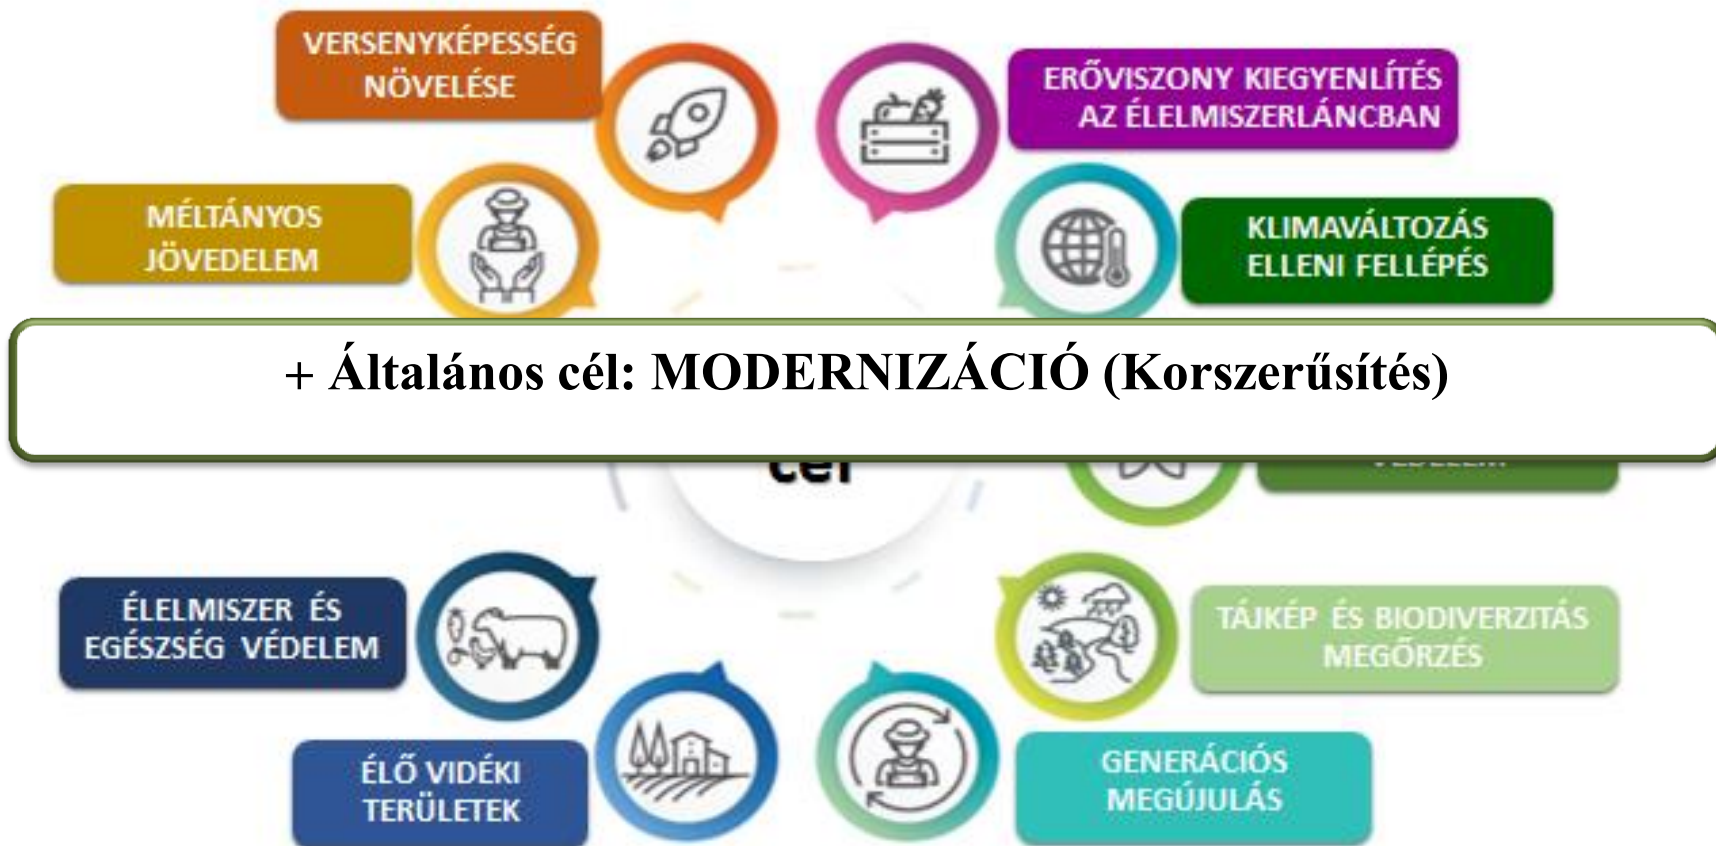 VERSENYKÉPESSÉG
NÖVELÉSE
ERŐVISZONY KIEGYENLÍTÉS
AZ ÉLELMISZERLÁNCBAN
MÉLTÁNYOS
JÖVEDELEM
KLIMAVÁLTOZÁS
ELLENI FELLÉPÉS
+ Általános cél: MODERNIZÁCIÓ (Korszerűsítés)
ÉLELMISZER ÉS
EGÉSZSÉG VÉDELEM
TÁJKÉP ÉS BIODIVERZITÁS
MEGŐRZÉS
ÉLŐ VIDÉKI
TERÜLETEK
GENERÁCIÓS
MEGÚJULÁS